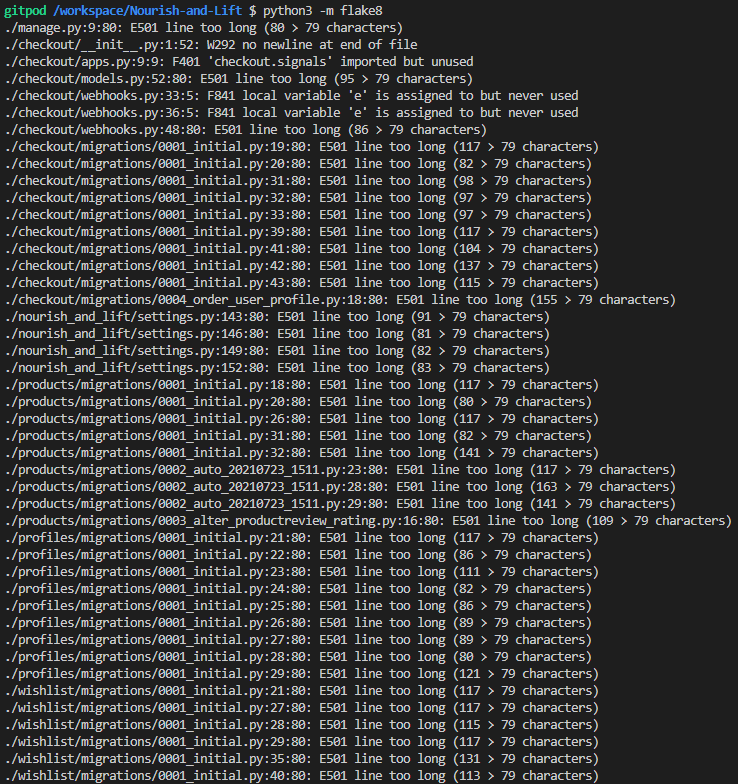 gitpod /workspace/Nourish-and-Lift $ python3 -m flake8
./manage.py:9:80: E501 line too long (80 > 79 characters)
./checkout/__init__.py:1:52: W292 no newline at end of file
./checkout/apps.py:9:9: F401 'checkout.signals' imported but unused
./checkout/models.py:52:80: E501 line too long (95 > 79 characters)
./checkout/webhooks.py:33:5: F841 local variable 'e' is assigned to but never used
./checkout/webhooks.py:36:5: F841 local variable 'e' is assigned to but never used
./checkout/webhooks.py:48:80: E501 line too long (86 > 79 characters)
./checkout/migrations/0001_initial.py:19:80: E501 line too long (117 > 79 characters)
./checkout/migrations/0001_initial.py:20:80: E501 line too long (82 > 79 characters)
./checkout/migrations/0001_initial.py:31:80: E501 line too long (98 > 79 characters)
./checkout/migrations/0001_initial.py:32:80: E501 line too long (97 > 79 characters)
./checkout/migrations/0001_initial.py:33:80: E501 line too long (97 > 79 characters)
./checkout/migrations/0001_initial.py:39:80: E501 line too long (117 > 79 characters)
./checkout/migrations/0001_initial.py:41:80: E501 line too long (104 > 79 characters)
./checkout/migrations/0001_initial.py:42:80: E501 line too long (137 > 79 characters)
./checkout/migrations/0001_initial.py:43:80: E501 line too long (115 > 79 characters)
./checkout/migrations/0004_order_user_profile.py:18:80: E501 line too long (155 > 79 characters)
./nourish_and_lift/settings.py:143:80: E501 line too long (91 > 79 characters)
./nourish_and_lift/settings.py:146:80: E501 line too long (81 > 79 characters)
./nourish_and_lift/settings.py:149:80: E501 line too long (82 > 79 characters)
./nourish_and_lift/settings.py:152:80: E501 line too long (83 > 79 characters)
./products/migrations/0001_initial.py:18:80: E501 line too long (117 > 79 characters)
./products/migrations/0001_initial.py:20:80: E501 line too long (80 > 79 characters)
./products/migrations/0001_initial.py:26:80: E501 line too long (117 > 79 characters)
./products/migrations/0001_initial.py:31:80: E501 line too long (82 > 79 characters)
./products/migrations/0001_initial.py:32:80: E501 line too long (141 > 79 characters)
./products/migrations/0002_auto_20210723_1511.py:23:80: E501 line too long (117 > 79 characters)
./products/migrations/0002_auto_20210723_1511.py:28:80: E501 line too long (163 > 79 characters)
./products/migrations/0002_auto_20210723_1511.py:29:80: E501 line too long (141 > 79 characters)
./products/migrations/0003_alter_productreview_rating.py:16:80: E501 line too long (109 > 79 characters)
./profiles/migrations/0001_initial.py:21:80: E501 line too long (117 > 79 characters)
./profiles/migrations/0001_initial.py:22:80: E501 line too long (86 > 79 characters)
./profiles/migrations/0001_initial.py:23:80: E501 line too long (111 > 79 characters)
./profiles/migrations/0001_initial.py:24:80: E501 line too long (82 > 79 characters)
./profiles/migrations/0001_initial.py:25:80: E501 line too long (86 > 79 characters)
./profiles/migrations/0001_initial.py:26:80: E501 line too long (89 > 79 characters)
./profiles/migrations/0001_initial.py:27:80: E501 line too long (89 > 79 characters)
./profiles/migrations/0001_initial.py:28:80: E501 line too long (80 > 79 characters)
./profiles/migrations/0001_initial.py:29:80: E501 line too long (121 > 79 characters)
./wishlist/migrations/0001_initial.py:21:80: E501 line too long (117 > 79 characters)
./wishlist/migrations/0001_initial.py:27:80: E501 line too long (117 > 79 characters)
./wishlist/migrations/0001_initial.py:28:80: E501 line too long (115 > 79 characters)
./wishlist/migrations/0001_initial.py:29:80: E501 line too long (117 > 79 characters)
./wishlist/migrations/0001_initial.py:35:80: E501 line too long (131 > 79 characters)
./wishlist/migrations/0001_initial.py:40:80: E501 line too long (113 > 79 characters)